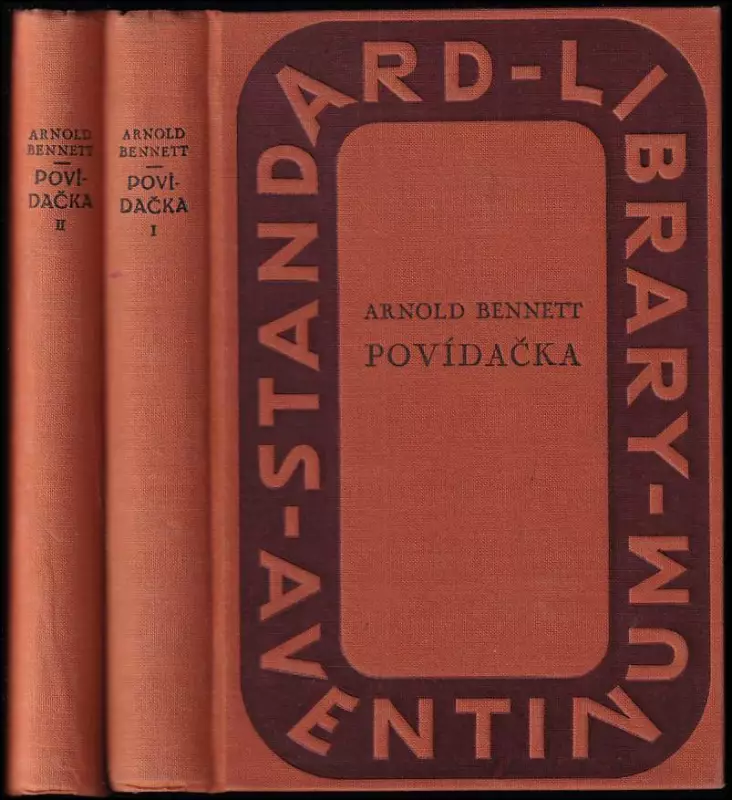 ARNOLD
BENNETT
POVÍ-
DAČKA
II
ARNOLD
BENNETT
POVÍ-
DAČKA
I
STANDARD-LIBRARY-
AVENTINUM-
ARNOLD BENNETT
POVÍDAČKA